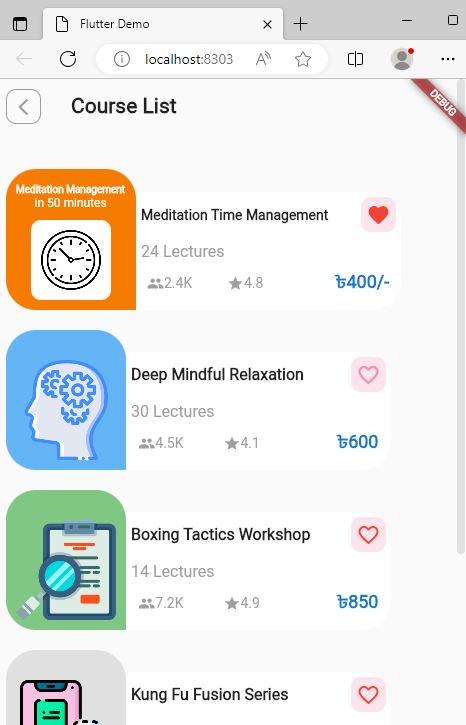 Flutter Demo
localhost:8303
DEBUG
Course List
Meditation Management
in 50 minutes
Meditation Time Management
24 Lectures
2.4K 4.8 ৳400/-
Deep Mindful Relaxation
30 Lectures
4.5K 4.1 ৳600
Boxing Tactics Workshop
14 Lectures
7.2K 4.9 ৳850
Kung Fu Fusion Series